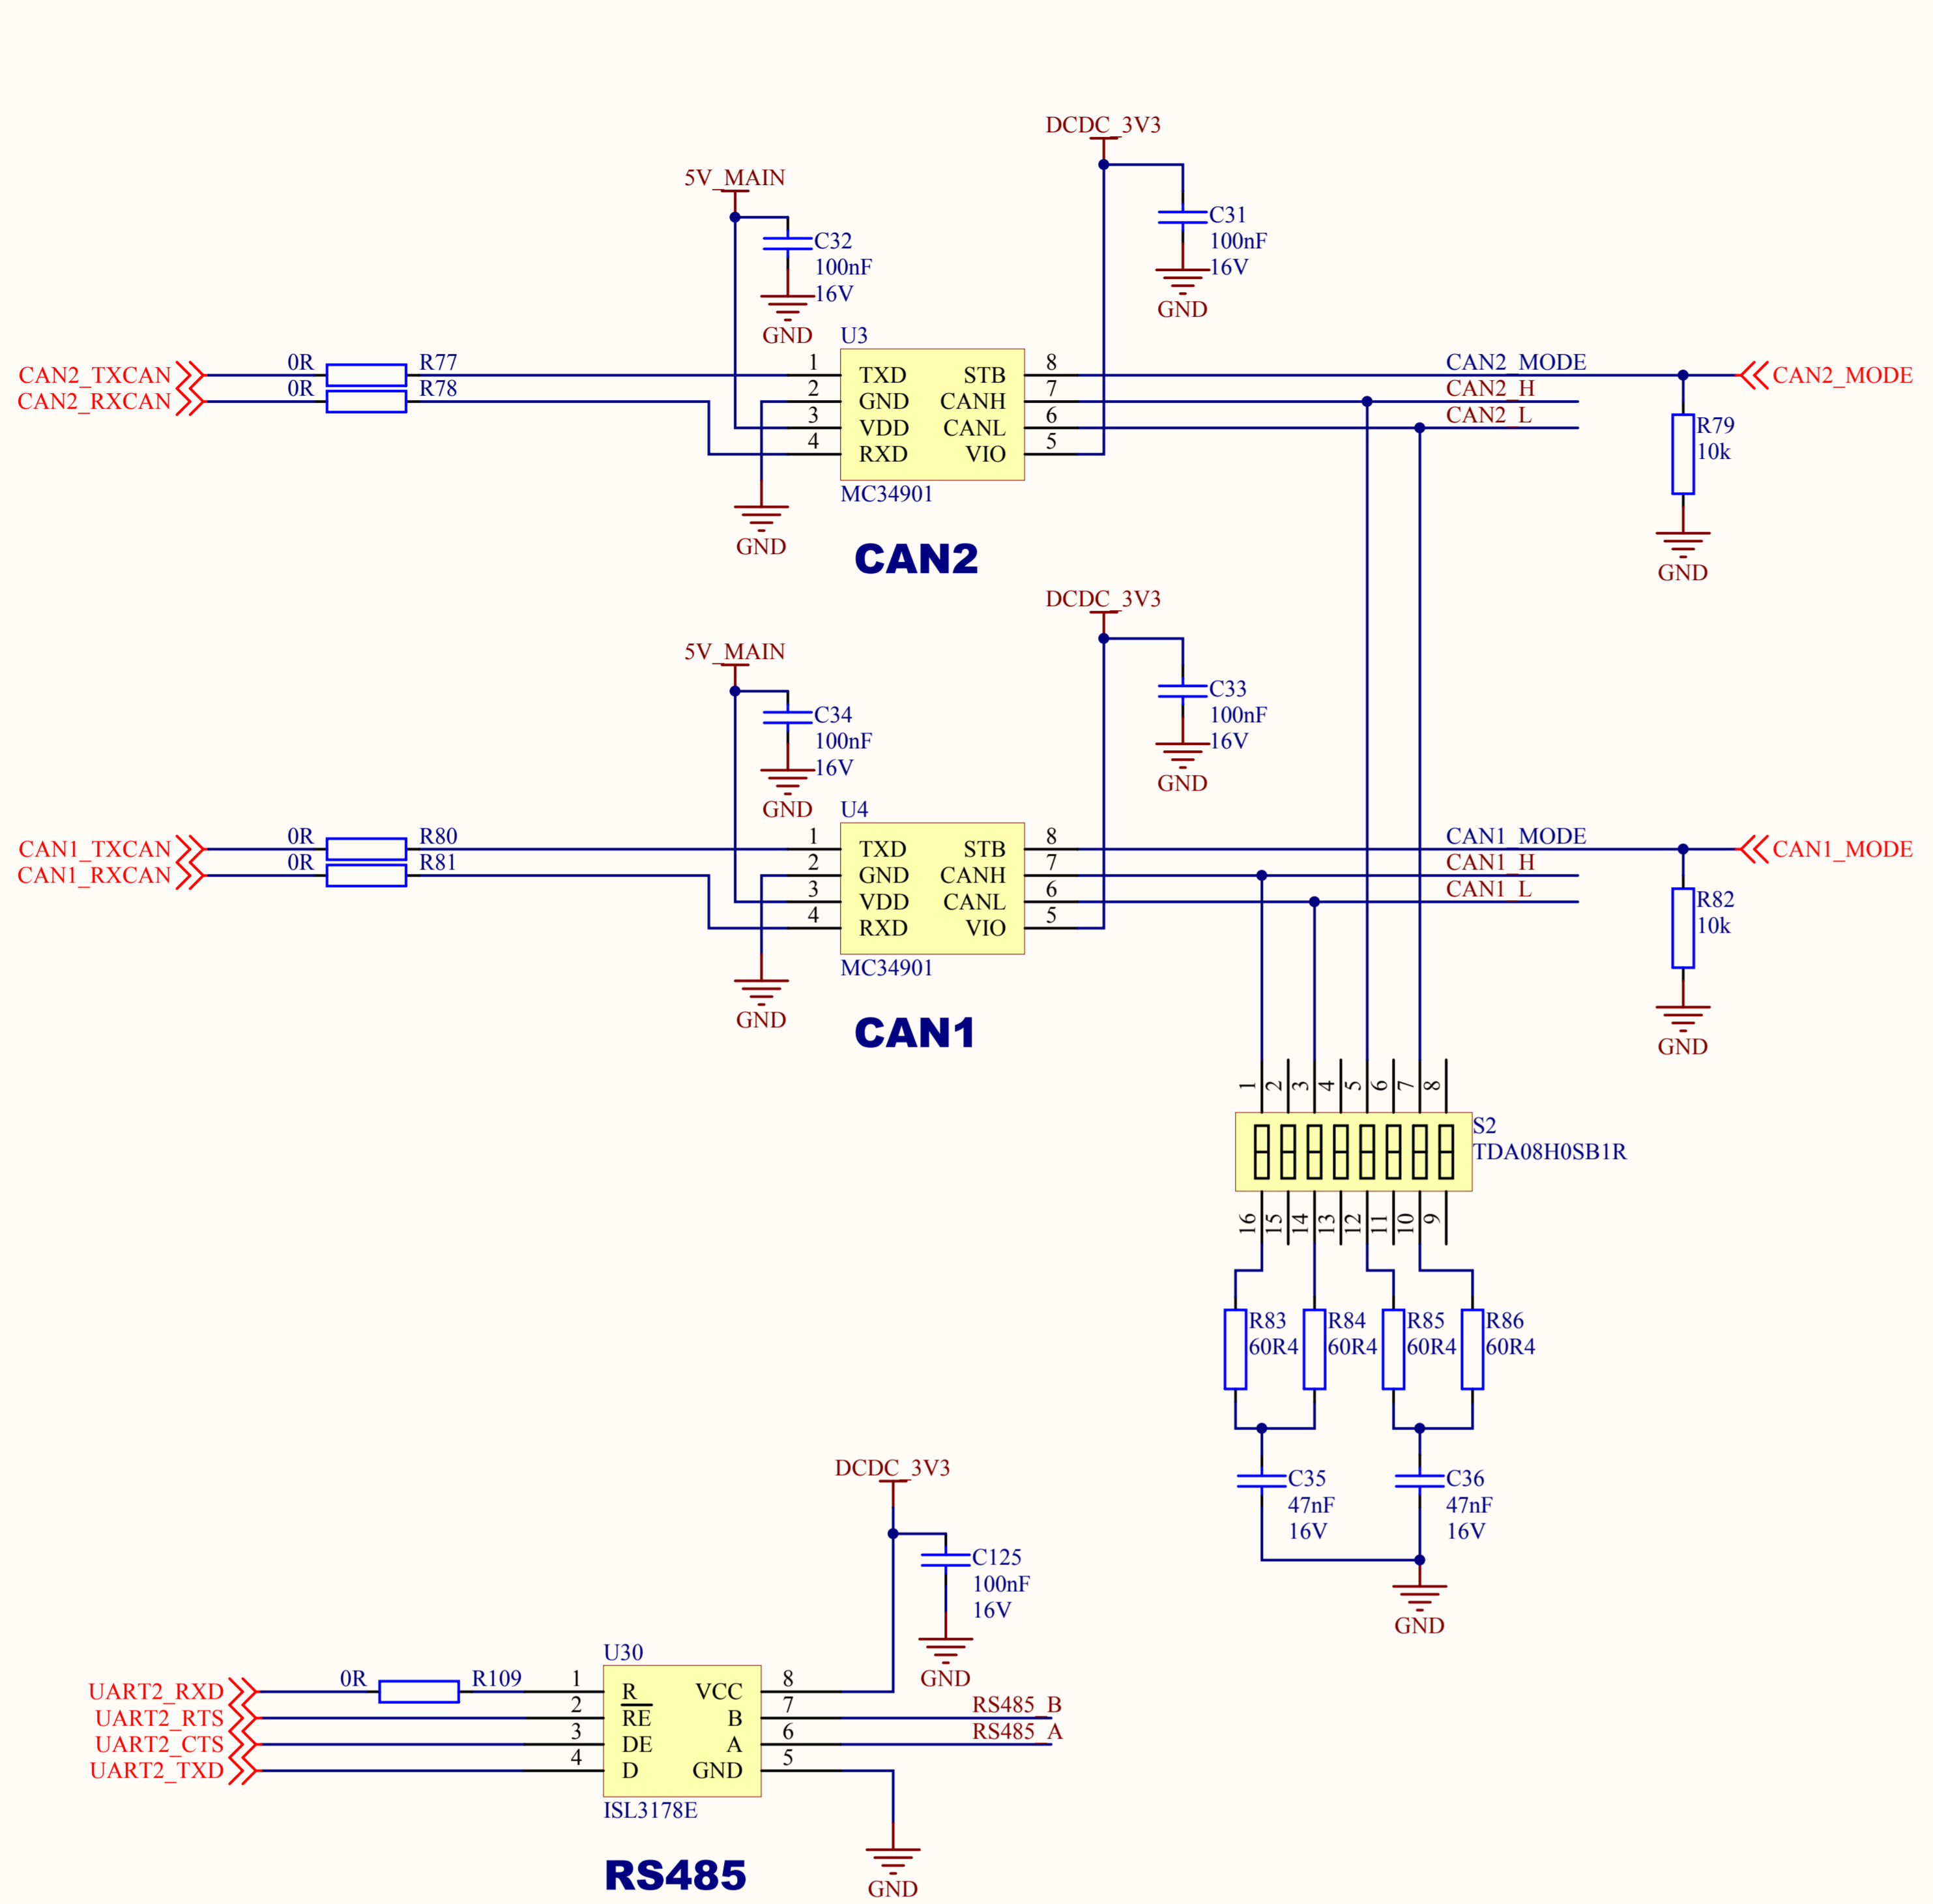 DCDC_3V3
5V_MAIN
C31
100nF
16V
GND
C32
100nF
16V
GND
U3
CAN2_TXCAN
0R
R77
CAN2_RXCAN
0R
R78
1
TXD
STB
8
2
GND
CANH
7
3
VDD
CANL
6
4
RXD
VIO
5
MC34901
GND
CAN2_MODE
CAN2_H
CAN2_L
CAN2_MODE
R79
10k
GND
CAN2
DCDC_3V3
5V_MAIN
C33
100nF
16V
GND
C34
100nF
16V
GND
U4
CAN1_TXCAN
0R
R80
CAN1_RXCAN
0R
R81
1
TXD
STB
8
2
GND
CANH
7
3
VDD
CANL
6
4
RXD
VIO
5
MC34901
GND
CAN1_MODE
CAN1_H
CAN1_L
CAN1_MODE
R82
10k
GND
CAN1
1 2 3 4 5 6 7 8
S2
TDA08H0SB1R
16 15 14 13 12 11 10 9
R83
60R4
R84
60R4
R85
60R4
R86
60R4
C35
47nF
16V
C36
47nF
16V
GND
DCDC_3V3
C125
100nF
16V
GND
U30
UART2_RXD
0R
R109
UART2_RTS
UART2_CTS
UART2_TXD
1
R
VCC
8
2
RE
B
7
3
DE
A
6
4
D
GND
5
ISL3178E
RS485_B
RS485_A
GND
RS485